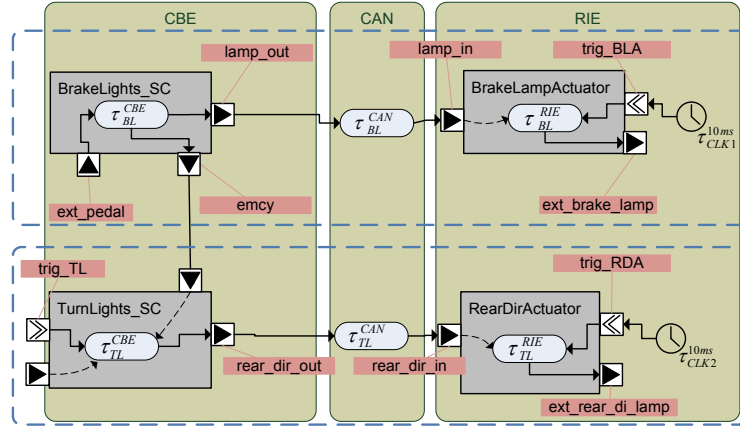 CBE
CAN
RIE
lamp_out
lamp_in
trig_BLA
BrakeLights_SC
BrakeLampActuator
τ_BL^CBE
τ_BL^CAN
τ_BL^RIE
τ_CLK1^10ms
ext_pedal
emcy
ext_brake_lamp
trig_TL
trig_RDA
TurnLights_SC
RearDirActuator
τ_TL^CBE
τ_TL^CAN
τ_TL^RIE
τ_CLK2^10ms
rear_dir_out
rear_dir_in
ext_rear_di_lamp